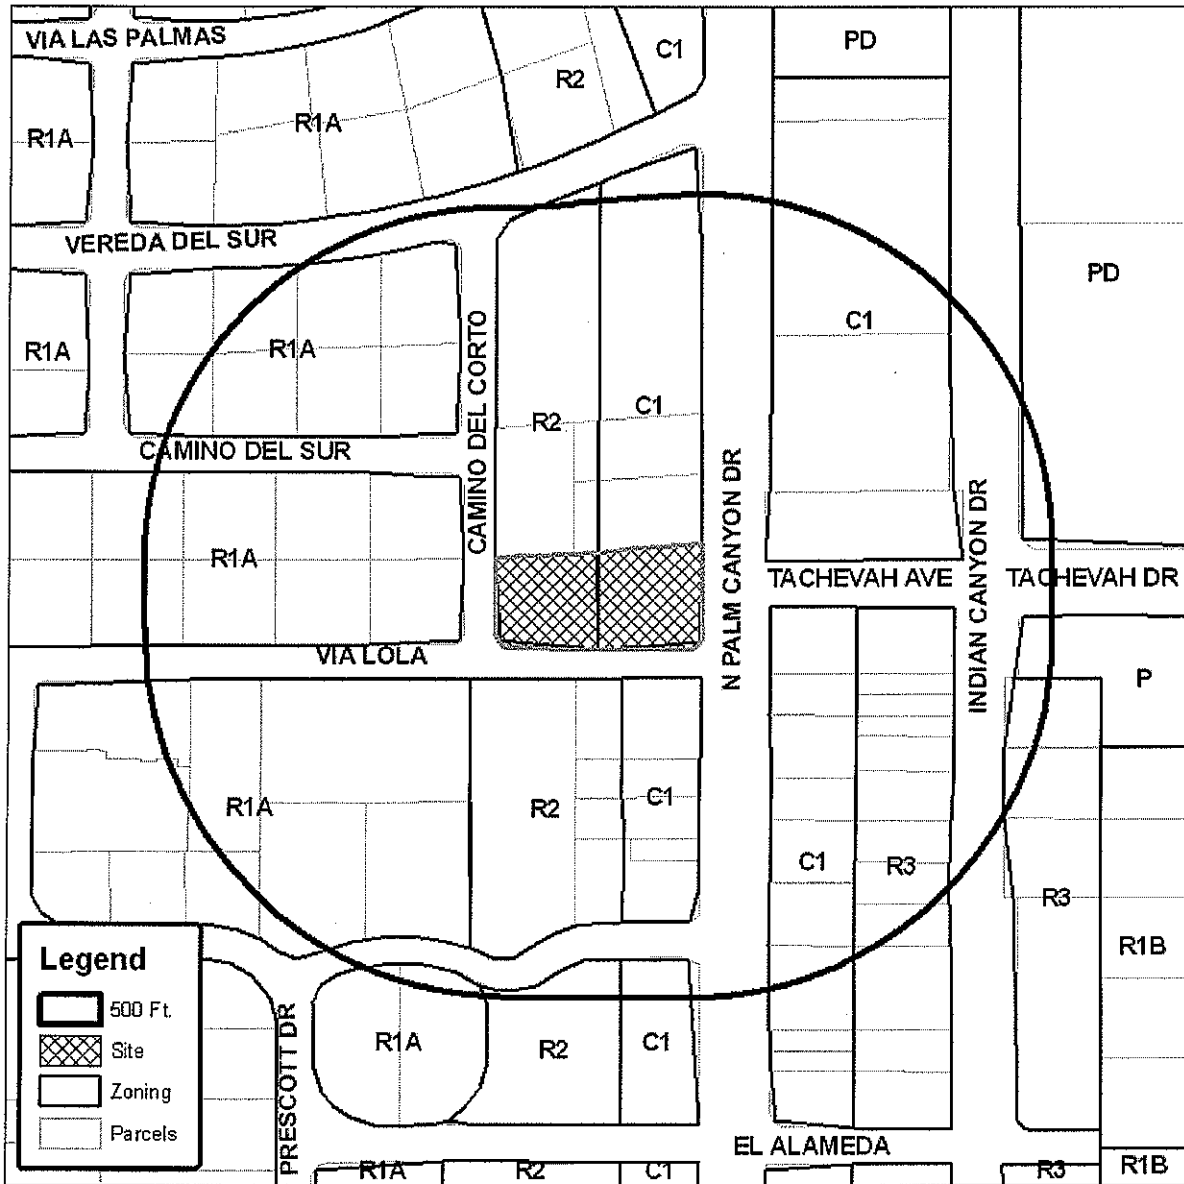 VIA LAS PALMAS
C1
PD
R2
R1A
R1A
VEREDA DEL SUR
PD
R1A
R1A
C1
CAMINO DEL CORTO
R2
C1
CAMINO DEL SUR
N PALM CANYON DR
INDIAN CANYON DR
R1A
TACHEVAH AVE
TACHEVAH DR
VIA LOLA
P
R1A
R2
C1
C1
R3
R3
R1B
Legend
500 Ft.
Site
Zoning
Parcels
PRESCOTT DR
R1A
R2
C1
EL ALAMEDA
R1A
R2
C1
R3
R1B